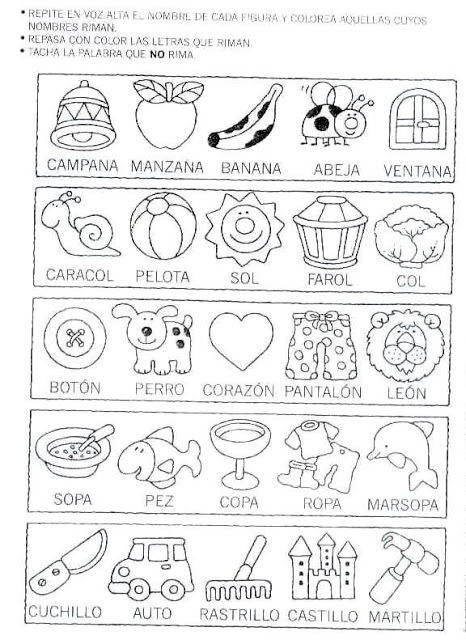 • REPITE EN VOZ ALTA EL NOMBRE DE CADA FIGURA Y COLOREA AQUELLAS CUYOS
NOMBRES RIMAN.
• REPASA CON COLOR LAS LETRAS QUE RIMAN.
• TACHA LA PALABRA QUE NO RIMA.
CAMPANA MANZANA BANANA ABEJA VENTANA
CARACOL PELOTA SOL FAROL COL
BOTÓN PERRO CORAZÓN PANTALÓN LEÓN
SOPA PEZ COPA ROPA MARSOPA
CUCHILLO AUTO RASTRILLO CASTILLO MARTILLO